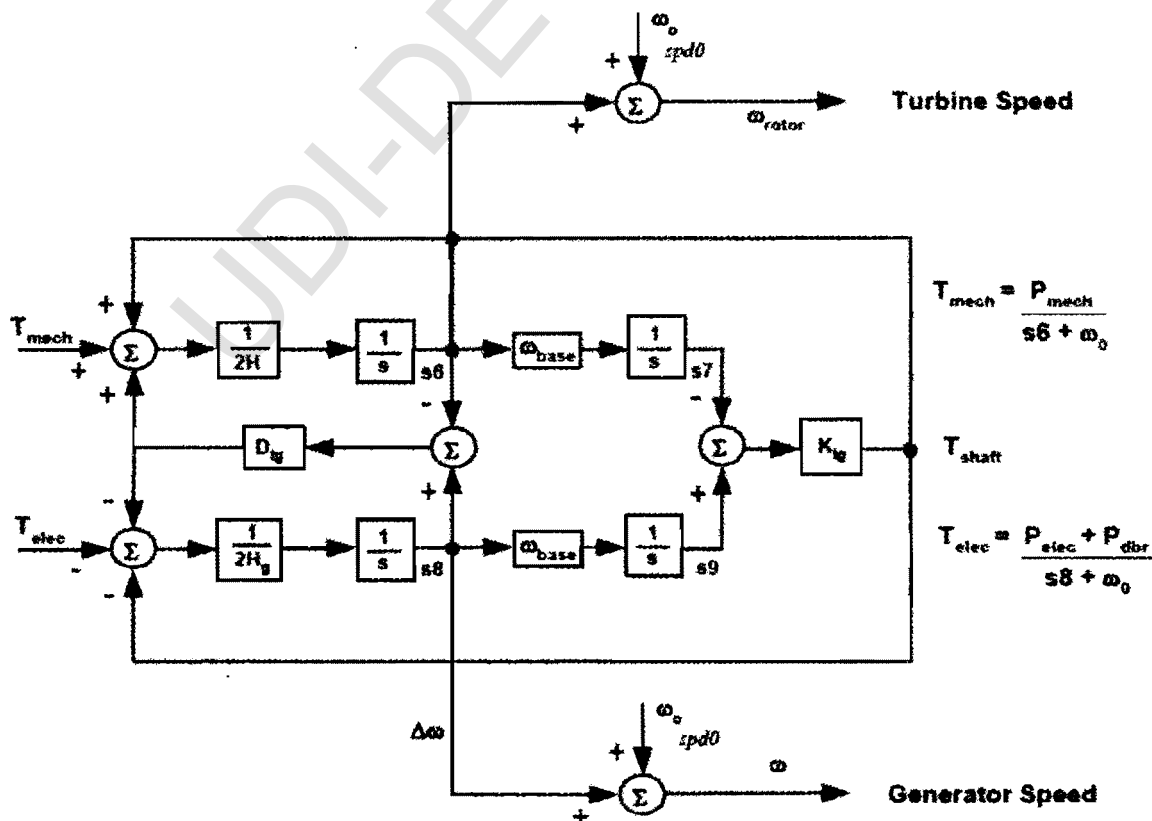 UDI-DE
ω₀
spd0
+
Σ
+
ω_rotor
Turbine Speed
+
T_mech
+
Σ
+
1/2H
1/s
s6
ω_base
1/s
s7
T_mech = P_mech / s6 + ω₀
-
-
D_tg
Σ
Σ
K_tg
T_shaft
-
+
+
T_elec
-
Σ
-
1/2H_g
1/s
s8
ω_base
1/s
s9
T_elec = P_elec + P_dbr / s8 + ω₀
Δω
ω₀
spd0
+
Σ
+
ω
Generator Speed